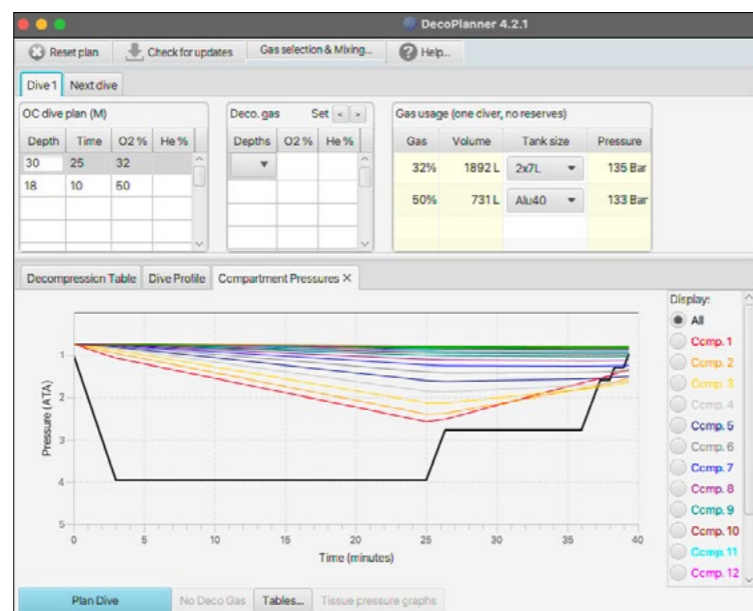 DecoPlanner 4.2.1
Reset plan Check for updates Gas selection & Mixing... Help...
Dive 1 Next dive
OC dive plan (M) Deco. gas Set < > Gas usage (one diver, no reserves)
Depth Time O2 % He % Depths O2 % He % Gas Volume Tank size Pressure
30 25 32 32% 1892 L 2x7L 135 Bar
18 10 50 50% 731 L Alu40 133 Bar
Decompression Table Dive Profile Compartment Pressures ×
Display:
All
Comp. 1
Comp. 2
Comp. 3
Comp. 4
Comp. 5
Comp. 6
Comp. 7
Comp. 8
Comp. 9
Comp. 10
Comp. 11
Comp. 12
Pressure (ATA)
1
2
3
4
5
0 5 10 15 20 25 30 35 40
Time (minutes)
Plan Dive No Deco Gas Tables... Tissue pressure graphs